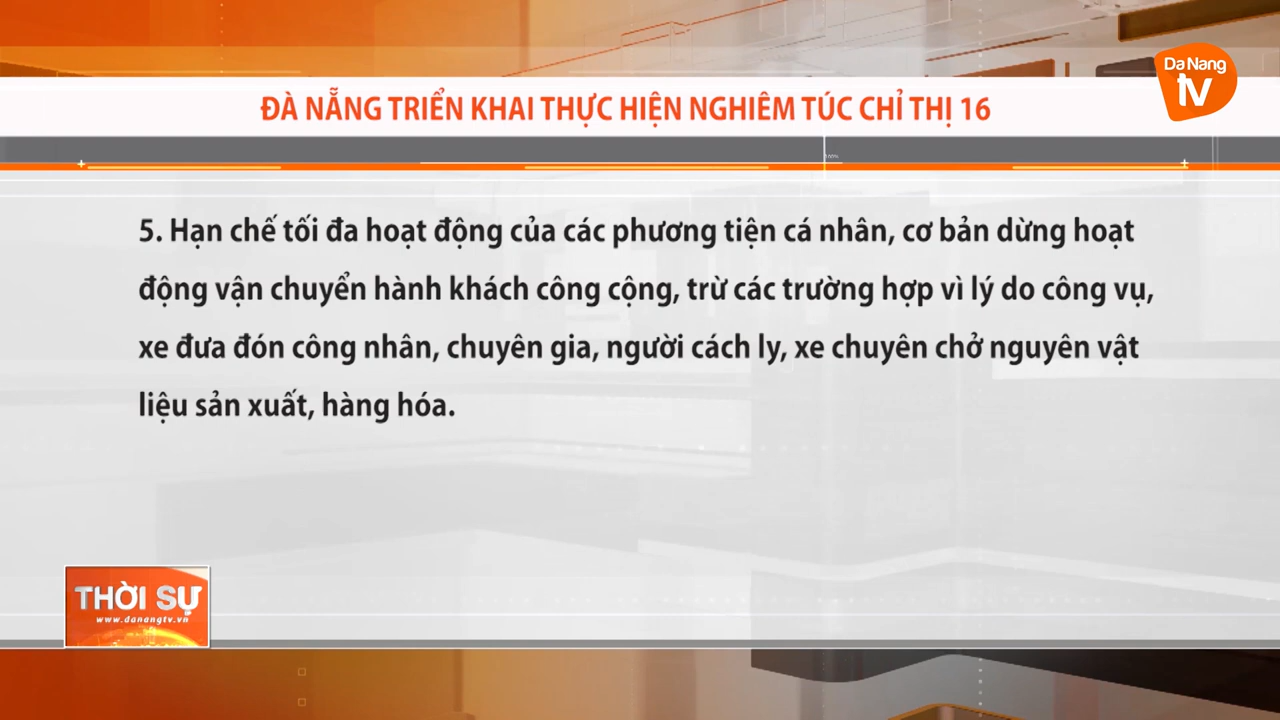 Da Nang
tv
ĐÀ NẴNG TRIỂN KHAI THỰC HIỆN NGHIÊM TÚC CHỈ THỊ 16
100%
5. Hạn chế tối đa hoạt động của các phương tiện cá nhân, cơ bản dừng hoạt
động vận chuyển hành khách công cộng, trừ các trường hợp vì lý do công vụ,
xe đưa đón công nhân, chuyên gia, người cách ly, xe chuyên chở nguyên vật
liệu sản xuất, hàng hóa.
THỜI SỰ
www.danangtv.vn